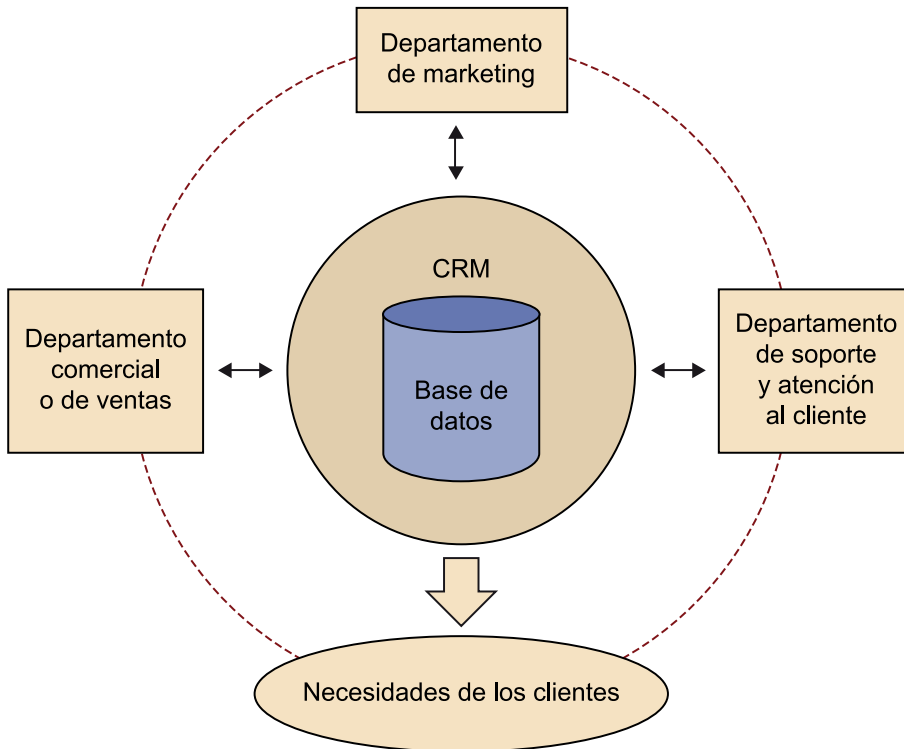 Departamento
de marketing
CRM
Departamento
comercial
o de ventas
Base de
datos
Departamento
de soporte
y atención
al cliente
Necesidades de los clientes